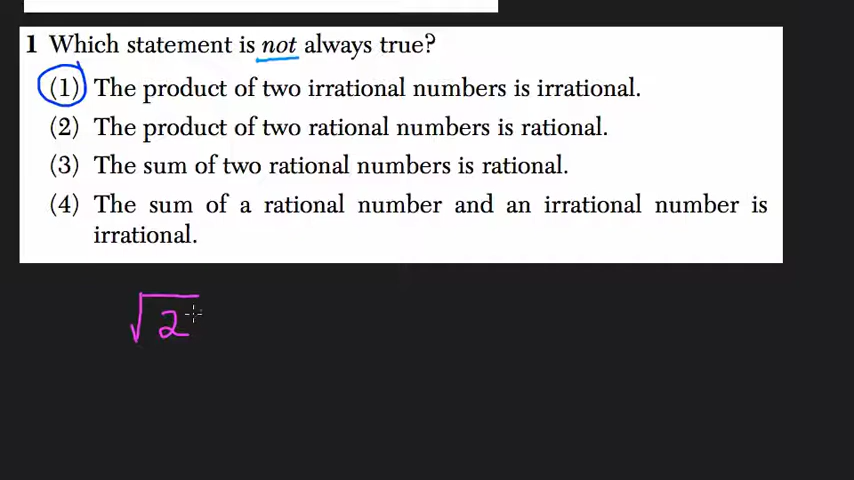 1 Which statement is not always true?
(1) The product of two irrational numbers is irrational.
(2) The product of two rational numbers is rational.
(3) The sum of two rational numbers is rational.
(4) The sum of a rational number and an irrational number is
irrational.
√2